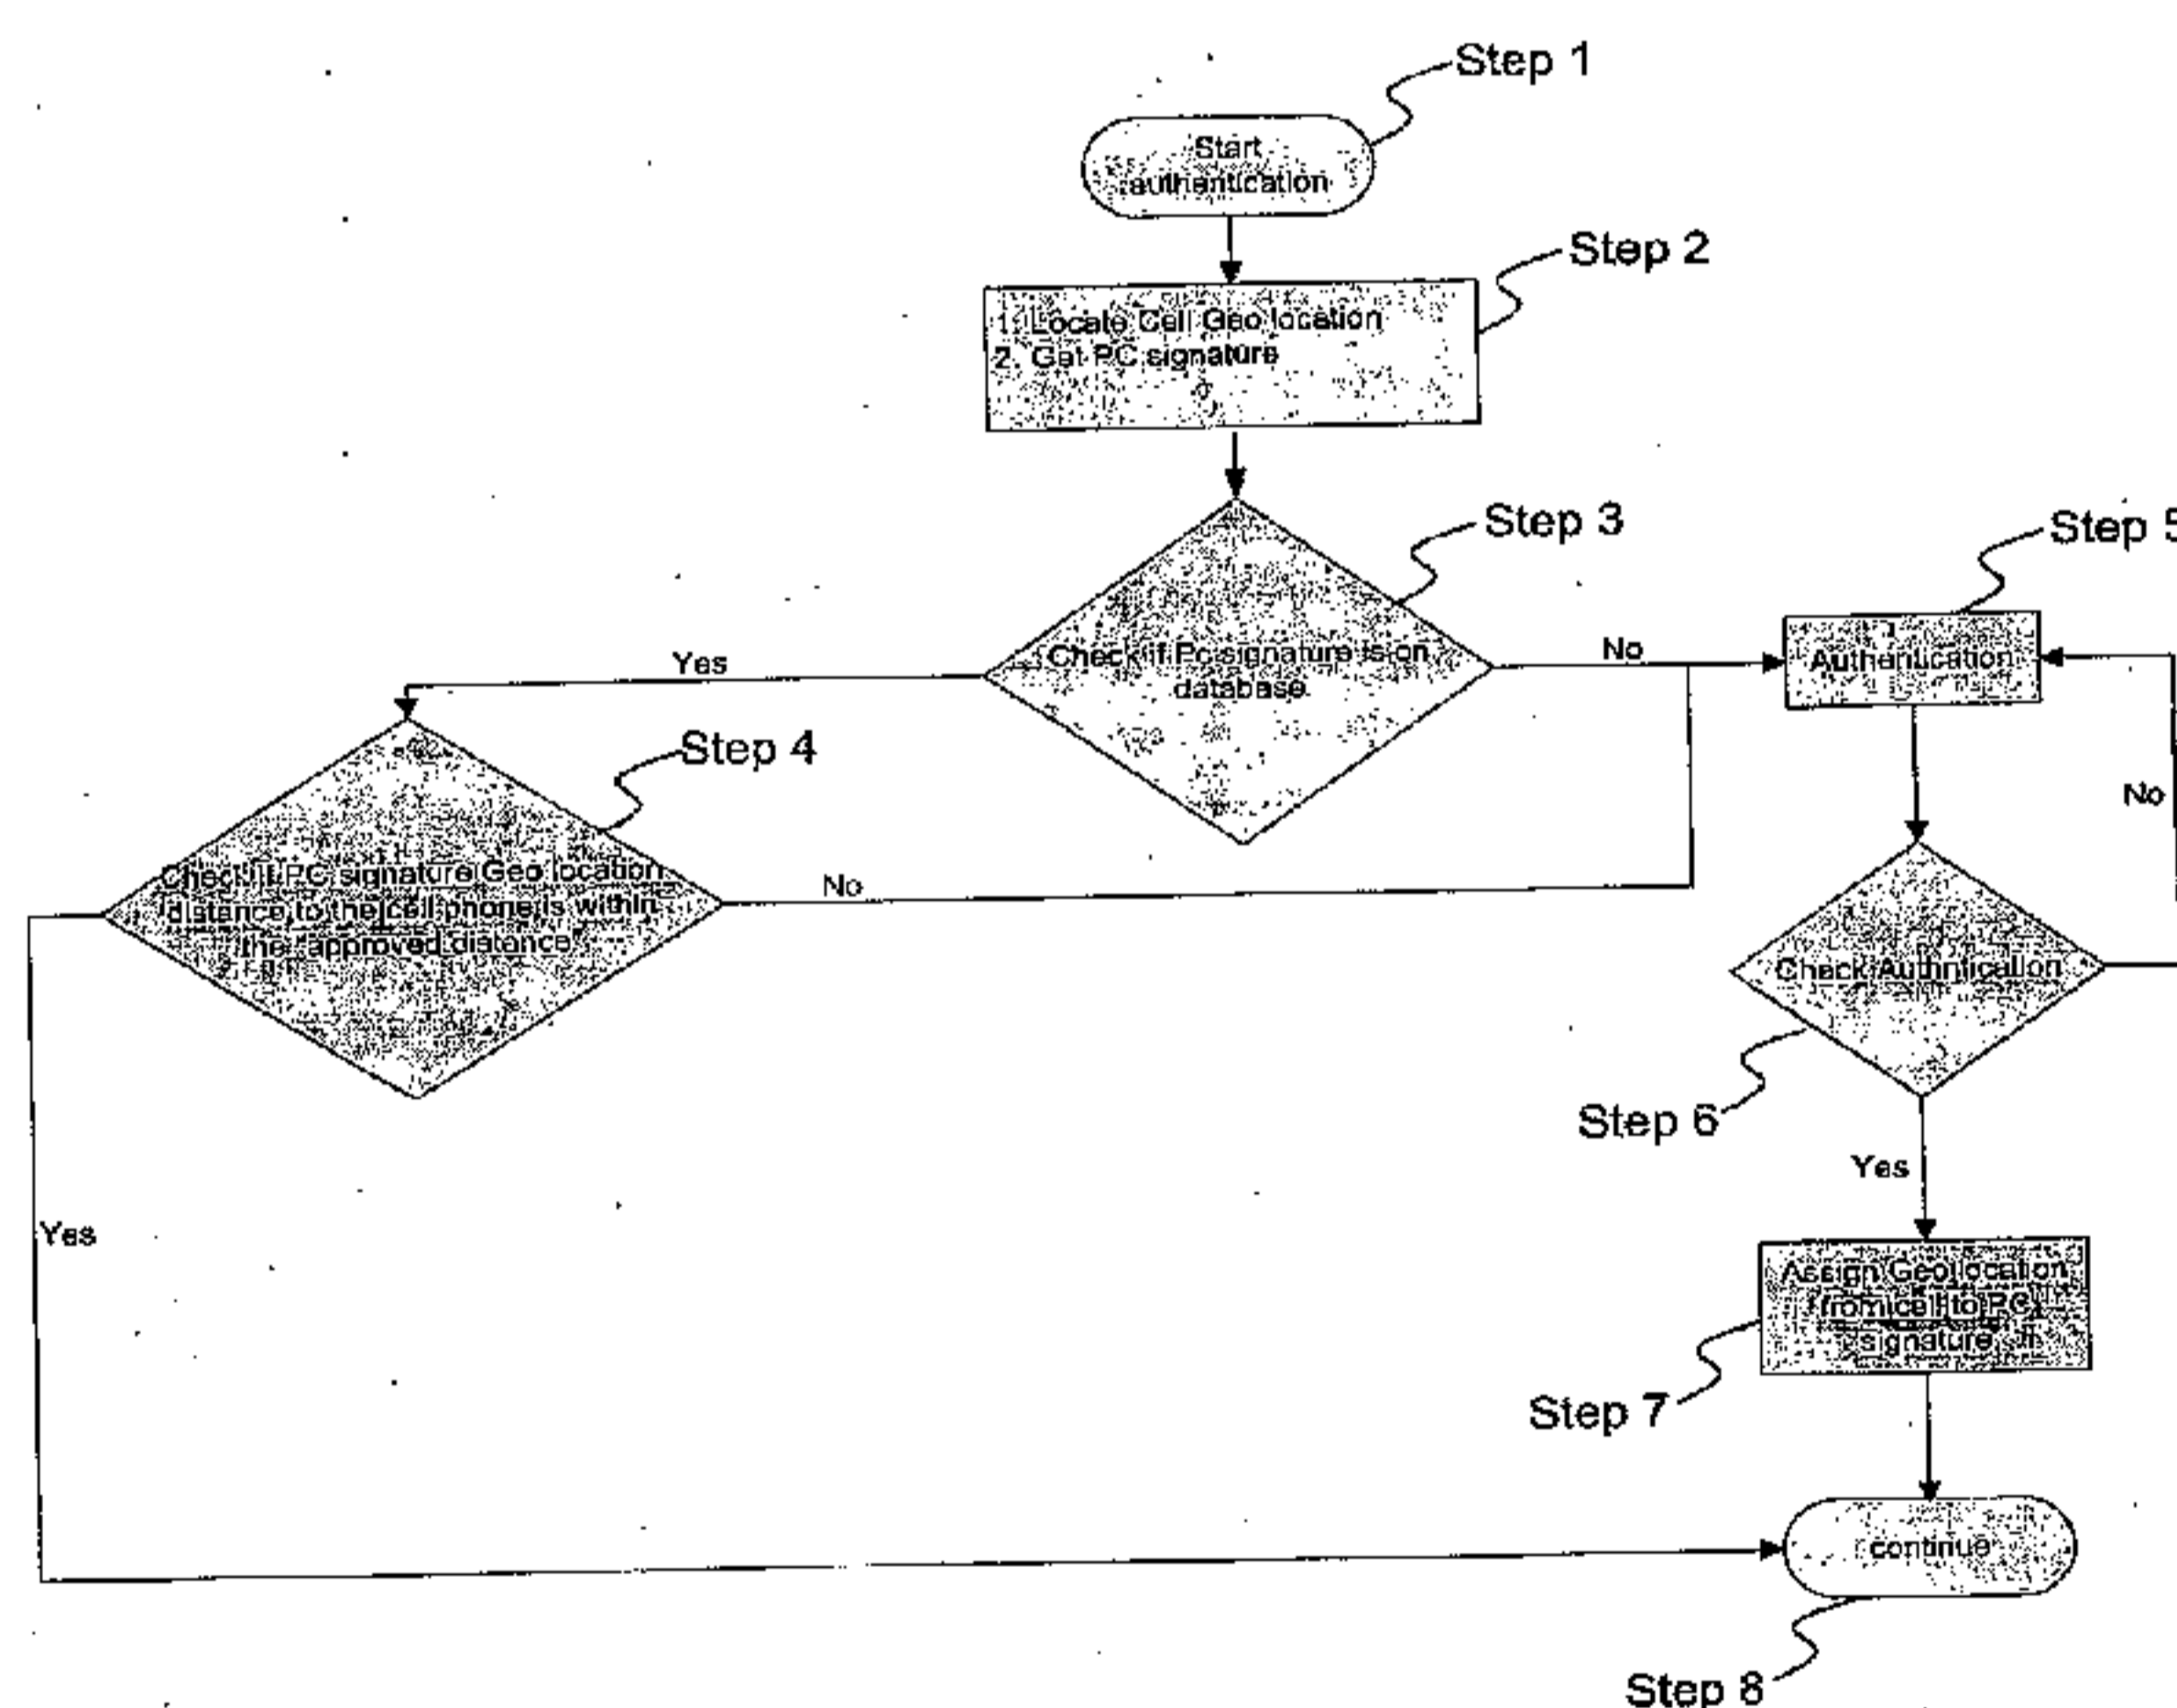 Step 1
Start
authentication
Step 2
1. Locate Cell Geo location
2. Get PC signature
Step 3
Check if Pc signature is on
database
Yes
No
Step 4
Check if PC signature Geo location
distance to the cell phone is within
the "approved distance"
No
Yes
Step 5
Authentication
No
Check Authntication
Step 6
Yes
Assign Geo location
from cell to PC
signature
Step 7
continue
Step 8